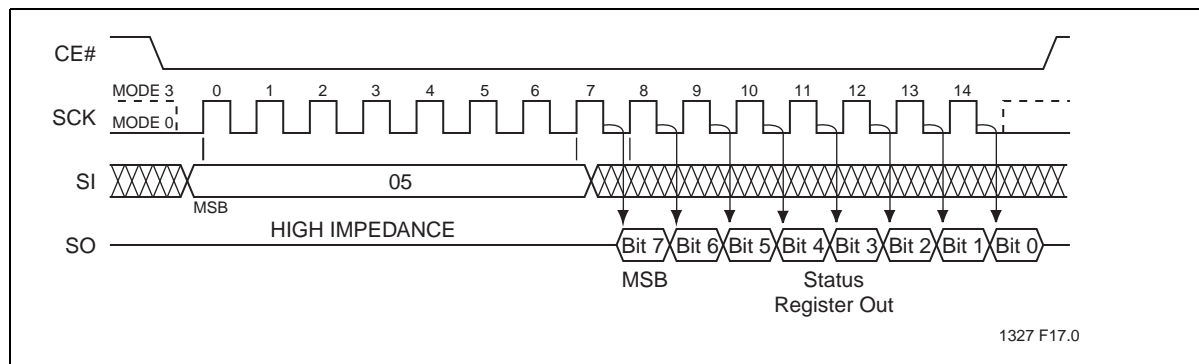 CE#
MODE 3 0 1 2 3 4 5 6 7 8 9 10 11 12 13 14
SCK
MODE 0
SI 05
MSB
HIGH IMPEDANCE
SO Bit 7 Bit 6 Bit 5 Bit 4 Bit 3 Bit 2 Bit 1 Bit 0
MSB Status
Register Out
1327 F17.0